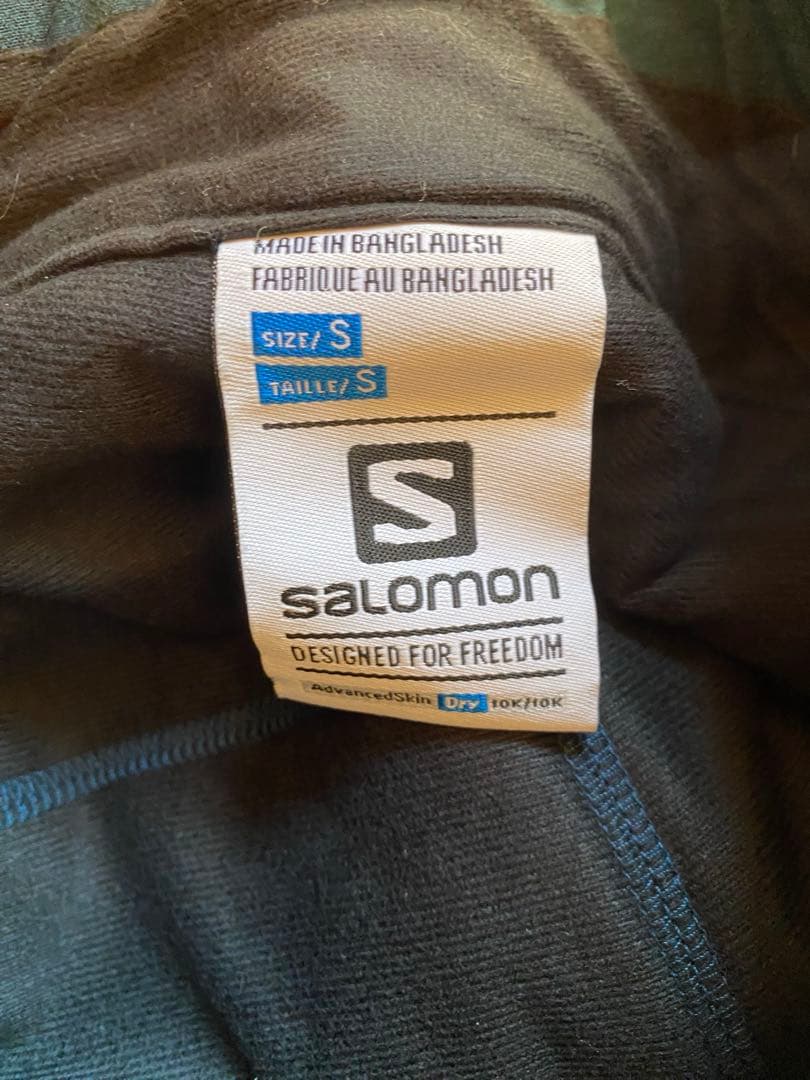 MADE IN BANGLADESH
FABRIQUE AU BANGLADESH
SIZE/ S
TAILLE/ S
S
SALOMON
DESIGNED FOR FREEDOM
AdvancedSkin Dry 10K/10K